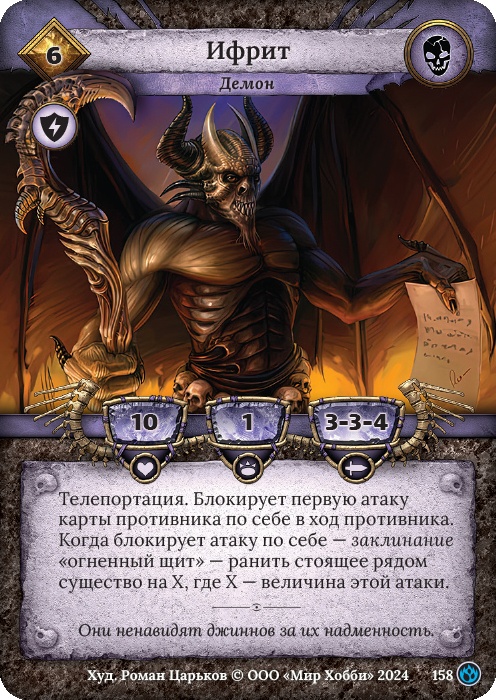 6
Ифрит
Демон
10
1
3-3-4
Телепортация. Блокирует первую атаку
карты противника по себе в ход противника.
Когда блокирует атаку по себе — заклинание
«огненный щит» — ранить стоящее рядом
существо на X, где X — величина этой атаки.
Они ненавидят джиннов за их надменность.
Худ. Роман Царьков © ООО «Мир Хобби» 2024
158